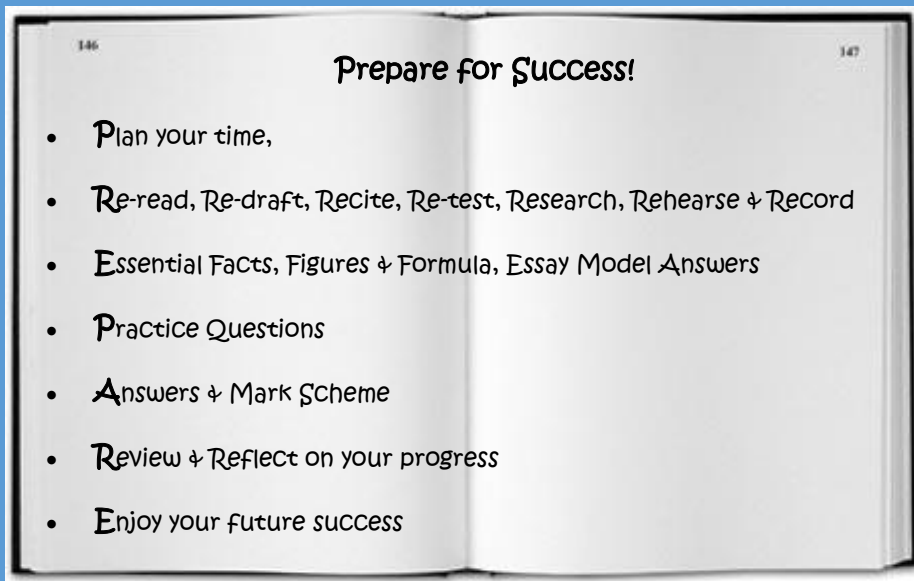 146
147
Prepare for Success!
• Plan your time,
• Re-read, Re-draft, Recite, Re-test, Research, Rehearse & Record
• Essential Facts, Figures & Formula, Essay Model Answers
• Practice Questions
• Answers & Mark Scheme
• Review & Reflect on your progress
• Enjoy your future success